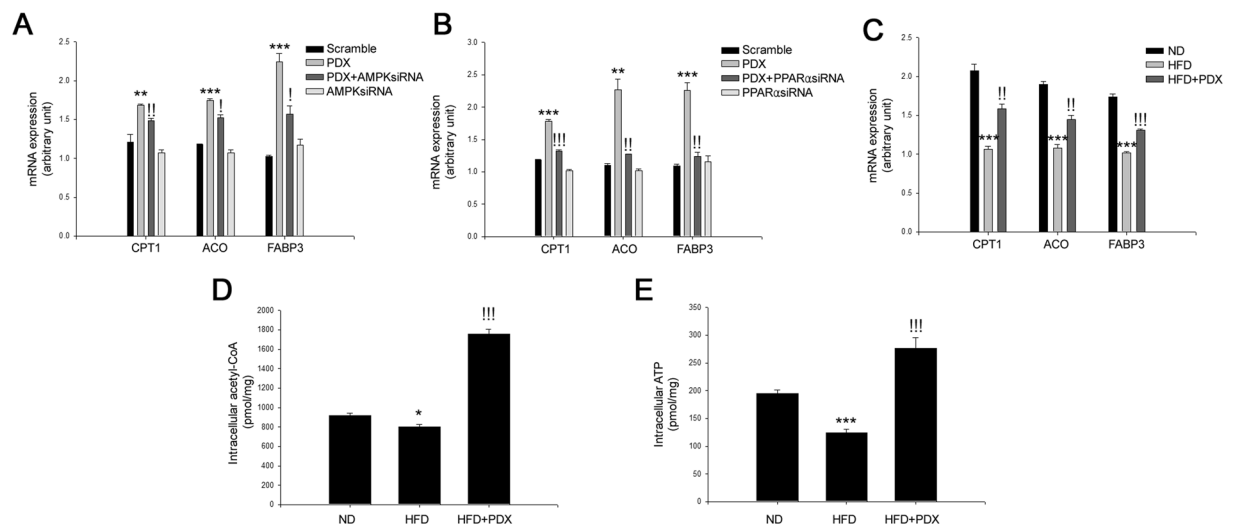 A
mRNA expression
(arbitrary unit)
2.5
2.0
1.5
1.0
0.5
0.0
** !!
*** !
*** !
Scramble
PDX
PDX+AMPKsiRNA
AMPKsiRNA
CPT1 ACO FABP3
B
mRNA expression
(arbitrary unit)
3.0
2.5
2.0
1.5
1.0
0.5
0.0
*** !!!
** !!
*** !!
Scramble
PDX
PDX+PPARαsiRNA
PPARαsiRNA
CPT1 ACO FABP3
C
mRNA expression
(arbitrary unit)
2.5
2.0
1.5
1.0
0.5
0.0
*** !!
*** !!
*** !!!
ND
HFD
HFD+PDX
CPT1 ACO FABP3
D
Intracellular acetyl-CoA
(pmol/mg)
2000
1800
1600
1400
1200
1000
800
600
400
200
0
*
!!!
ND HFD HFD+PDX
E
Intracellular ATP
(pmol/mg)
350
300
250
200
150
100
50
0
***
!!!
ND HFD HFD+PDX